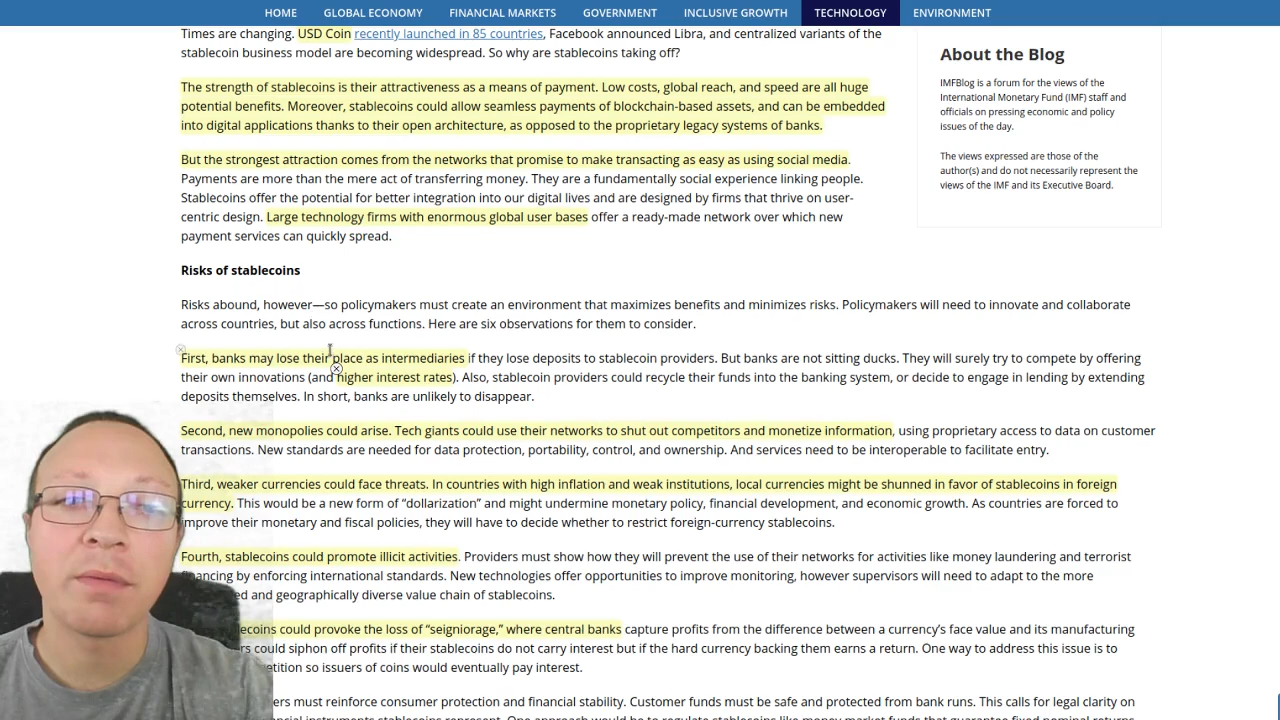 HOME GLOBAL ECONOMY FINANCIAL MARKETS GOVERNMENT INCLUSIVE GROWTH TECHNOLOGY ENVIRONMENT
Times are changing. USD Coin recently launched in 85 countries, Facebook announced Libra, and centralized variants of the
stablecoin business model are becoming widespread. So why are stablecoins taking off?
The strength of stablecoins is their attractiveness as a means of payment. Low costs, global reach, and speed are all huge
potential benefits. Moreover, stablecoins could allow seamless payments of blockchain-based assets, and can be embedded
into digital applications thanks to their open architecture, as opposed to the proprietary legacy systems of banks.
But the strongest attraction comes from the networks that promise to make transacting as easy as using social media.
Payments are more than the mere act of transferring money. They are a fundamentally social experience linking people.
Stablecoins offer the potential for better integration into our digital lives and are designed by firms that thrive on user-
centric design. Large technology firms with enormous global user bases offer a ready-made network over which new
payment services can quickly spread.
About the Blog
IMFBlog is a forum for the views of the
International Monetary Fund (IMF) staff and
officials on pressing economic and policy
issues of the day.
The views expressed are those of the
author(s) and do not necessarily represent the
views of the IMF and its Executive Board.
Risks of stablecoins
Risks abound, however—so policymakers must create an environment that maximizes benefits and minimizes risks. Policymakers will need to innovate and collaborate
across countries, but also across functions. Here are six observations for them to consider.
First, banks may lose their place as intermediaries if they lose deposits to stablecoin providers. But banks are not sitting ducks. They will surely try to compete by offering
their own innovations (and higher interest rates). Also, stablecoin providers could recycle their funds into the banking system, or decide to engage in lending by extending
deposits themselves. In short, banks are unlikely to disappear.
Second, new monopolies could arise. Tech giants could use their networks to shut out competitors and monetize information, using proprietary access to data on customer
transactions. New standards are needed for data protection, portability, control, and ownership. And services need to be interoperable to facilitate entry.
Third, weaker currencies could face threats. In countries with high inflation and weak institutions, local currencies might be shunned in favor of stablecoins in foreign
currency. This would be a new form of “dollarization” and might undermine monetary policy, financial development, and economic growth. As countries are forced to
improve their monetary and fiscal policies, they will have to decide whether to restrict foreign-currency stablecoins.
Fourth, stablecoins could promote illicit activities. Providers must show how they will prevent the use of their networks for activities like money laundering and terrorist
financing by enforcing international standards. New technologies offer opportunities to improve monitoring, however supervisors will need to adapt to the more
and geographically diverse value chain of stablecoins.
could provoke the loss of “seigniorage,” where central banks capture profits from the difference between a currency’s face value and its manufacturing
could siphon off profits if their stablecoins do not carry interest but if the hard currency backing them earns a return. One way to address this issue is to
so issuers of coins would eventually pay interest.
must reinforce consumer protection and financial stability. Customer funds must be safe and protected from bank runs. This calls for legal clarity on
instruments stablecoins represent. One approach would be to regulate stablecoins like money market funds that guarantee fixed nominal returns